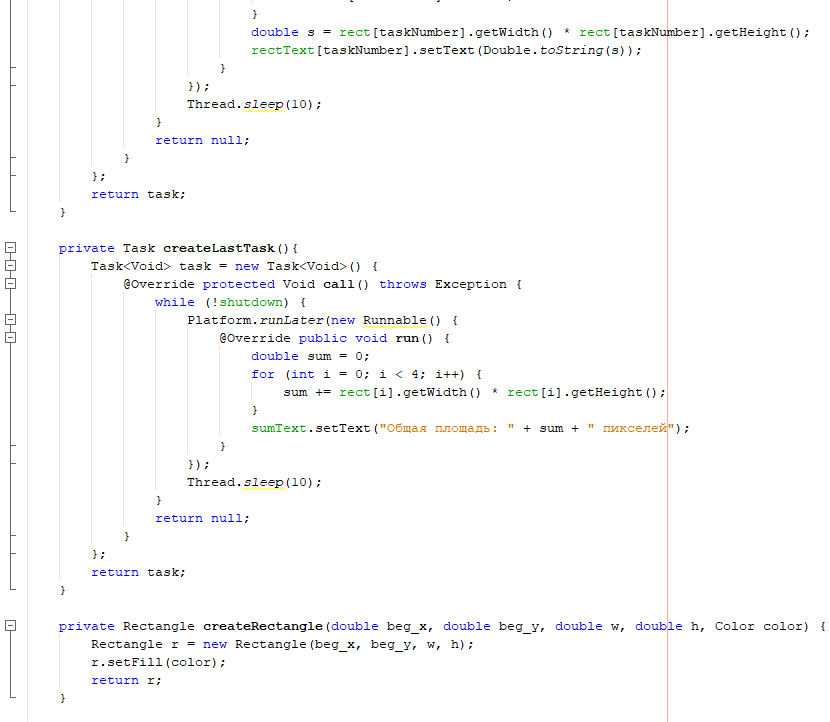 }
double s = rect[taskNumber].getWidth() * rect[taskNumber].getHeight();
rectText[taskNumber].setText(Double.toString(s));
}
});
Thread.sleep(10);
}
return null;
}
};
return task;
}
private Task createLastTask(){
Task<Void> task = new Task<Void>() {
@Override protected Void call() throws Exception {
while (!shutdown) {
Platform.runLater(new Runnable() {
@Override public void run() {
double sum = 0;
for (int i = 0; i < 4; i++) {
sum += rect[i].getWidth() * rect[i].getHeight();
}
sumText.setText("Общая площадь: " + sum + " пикселей");
}
});
Thread.sleep(10);
}
return null;
}
};
return task;
}
private Rectangle createRectangle(double beg_x, double beg_y, double w, double h, Color color) {
Rectangle r = new Rectangle(beg_x, beg_y, w, h);
r.setFill(color);
return r;
}